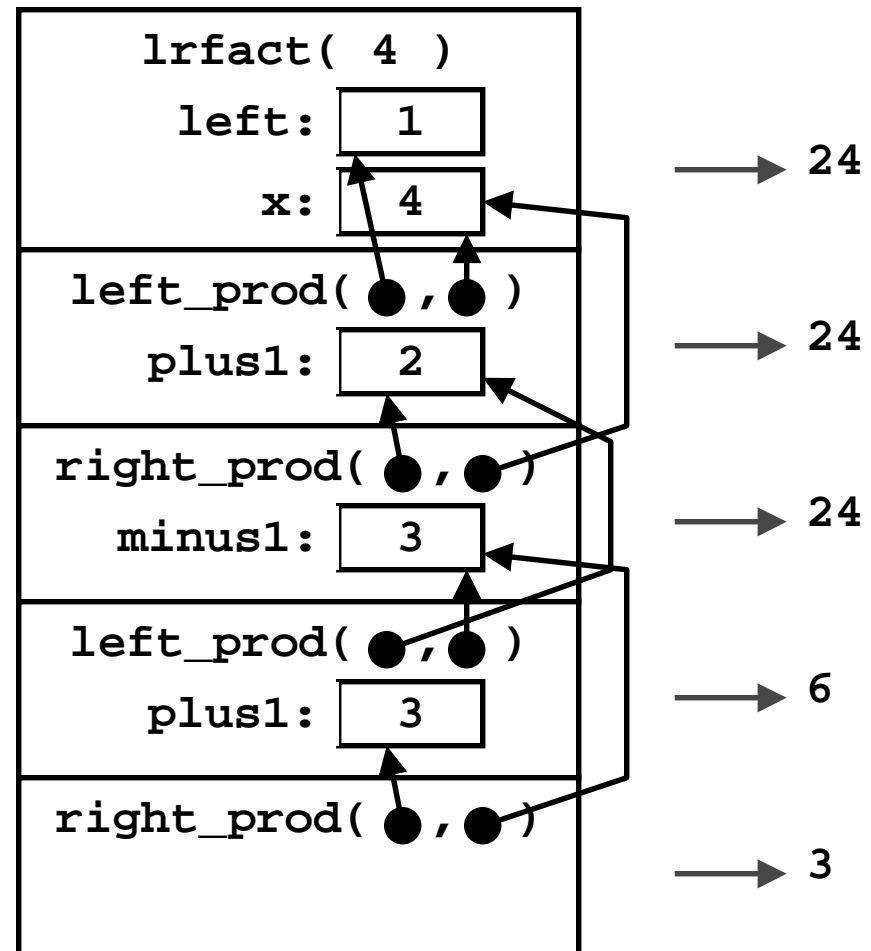 lrfact( 4 )
left: 1
24
x: 4
left_prod( , )
24
plus1: 2
right_prod( , )
24
minus1: 3
left_prod( , )
6
plus1: 3
right_prod( , )
3